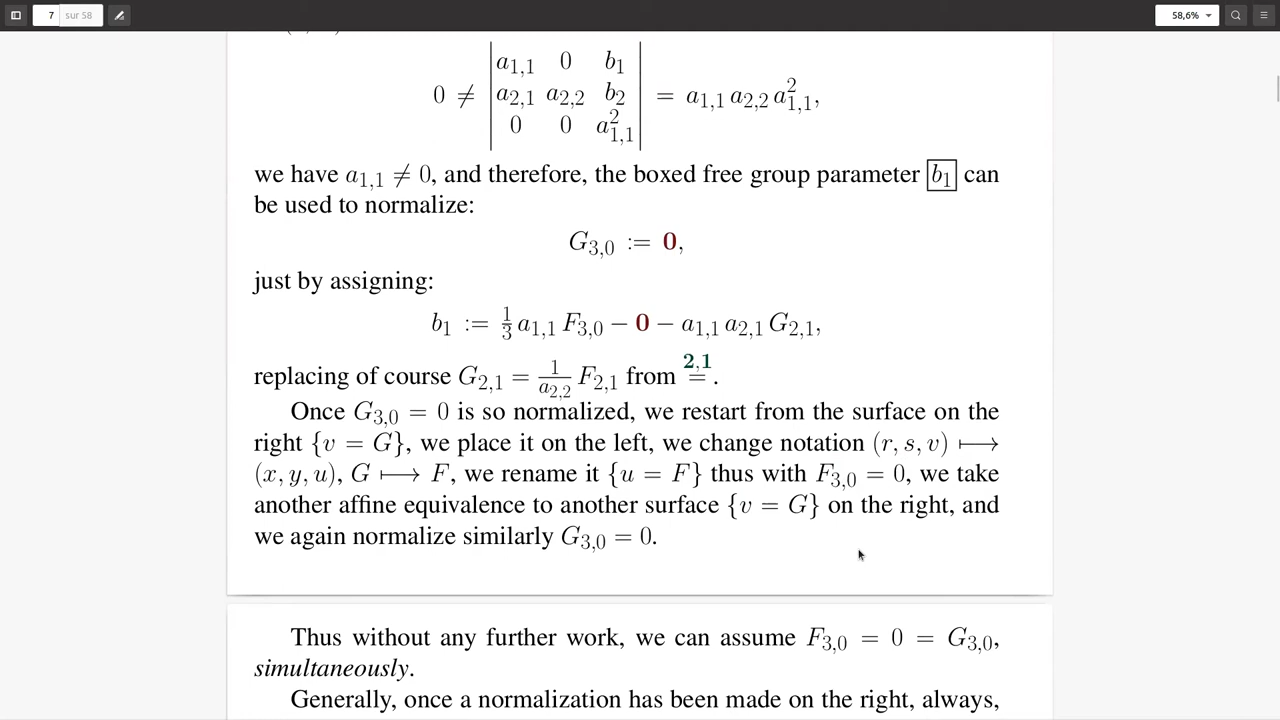 7 sur 58 58,6%
0 ≠ | a_{1,1} 0 b_1 |
| a_{2,1} a_{2,2} b_2 | = a_{1,1} a_{2,2} a_{1,1}^2,
| 0 0 a_{1,1}^2 |
we have a_{1,1} ≠ 0, and therefore, the boxed free group parameter b_1 can
be used to normalize:
G_{3,0} := 0,
just by assigning:
b_1 := 1/3 a_{1,1} F_{3,0} − 0 − a_{1,1} a_{2,1} G_{2,1},
replacing of course G_{2,1} = 1/a_{2,2} F_{2,1} from 2,1 = .
Once G_{3,0} = 0 is so normalized, we restart from the surface on the
right {v = G}, we place it on the left, we change notation (r, s, v) ⟼
(x, y, u), G ⟼ F, we rename it {u = F} thus with F_{3,0} = 0, we take
another affine equivalence to another surface {v = G} on the right, and
we again normalize similarly G_{3,0} = 0.
Thus without any further work, we can assume F_{3,0} = 0 = G_{3,0},
simultaneously.
Generally, once a normalization has been made on the right, always,